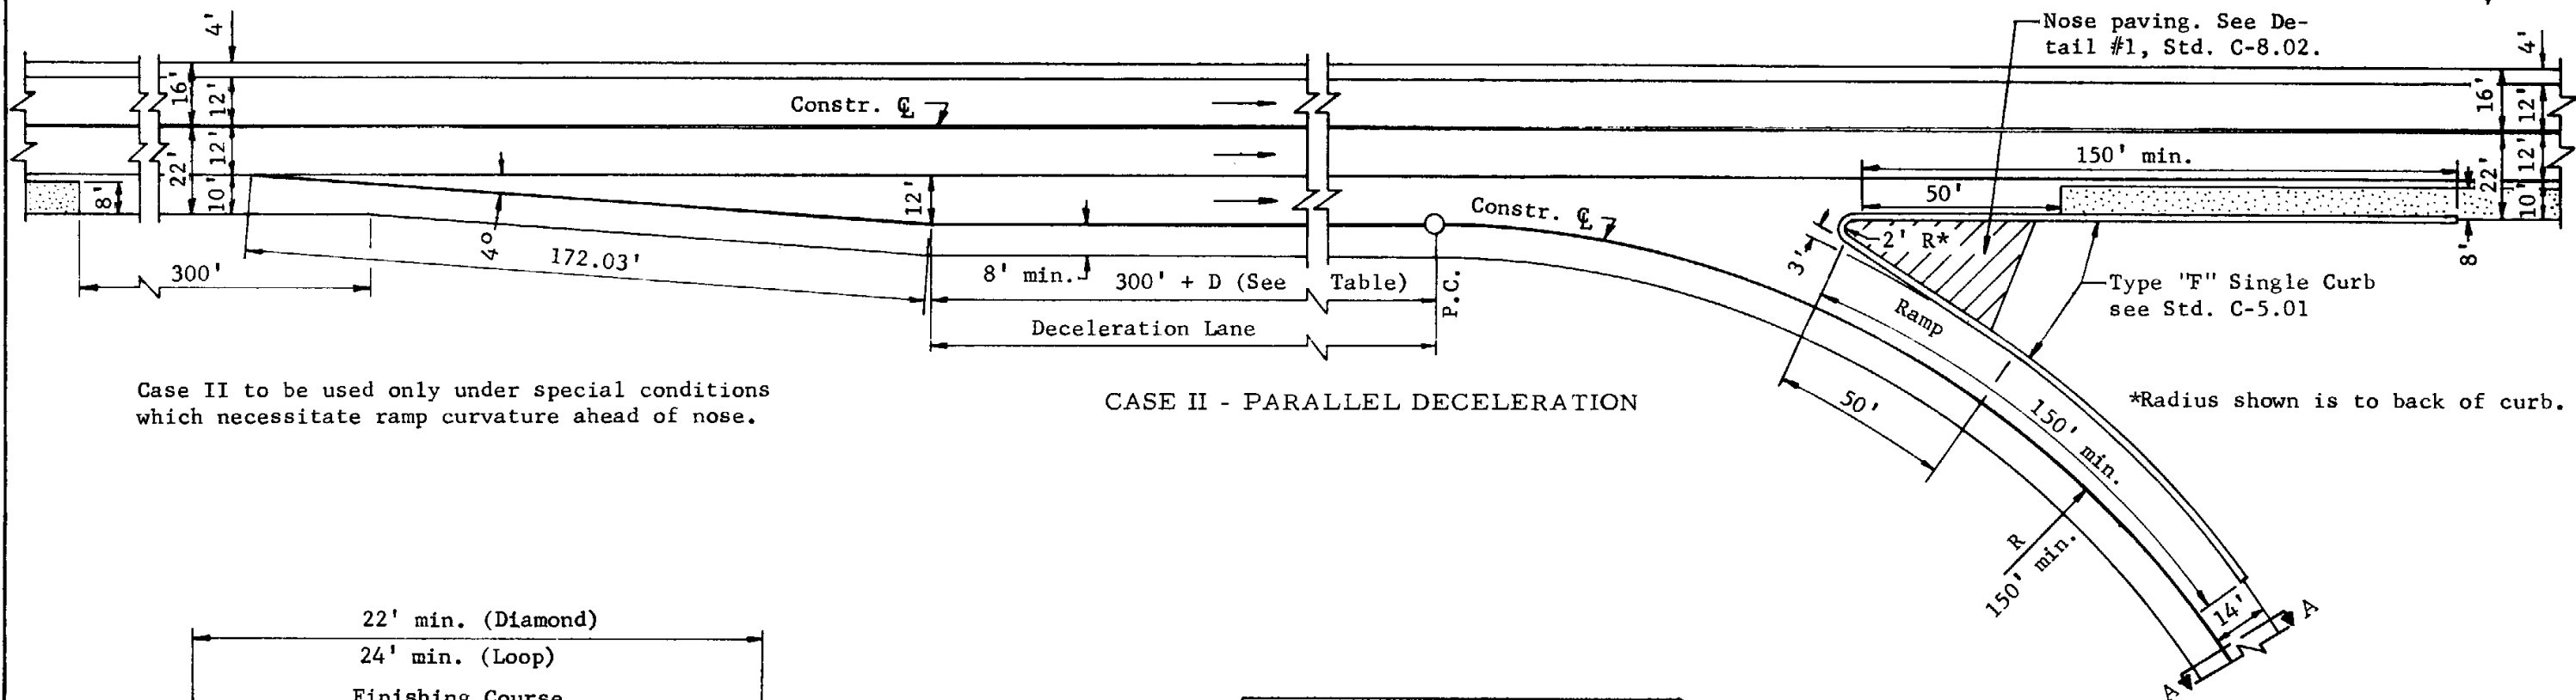 4'
16'
12'
12'
22'
10'
8'
Constr. ℄
4°
172.03'
300'
12'
8' min.
300' + D (See Table)
P.C.
Deceleration Lane
Constr. ℄
Nose paving. See De-
tail #1, Std. C-8.02.
4'
16'
12'
12'
22'
10'
8'
150' min.
50'
2' R*
3'
Type "F" Single Curb
see Std. C-5.01
Ramp
50'
150' min.
*Radius shown is to back of curb.
R
150' min.
14'
A
A
Case II to be used only under special conditions
which necessitate ramp curvature ahead of nose.
CASE II - PARALLEL DECELERATION
22' min. (Diamond)
24' min. (Loop)
Finishing Course